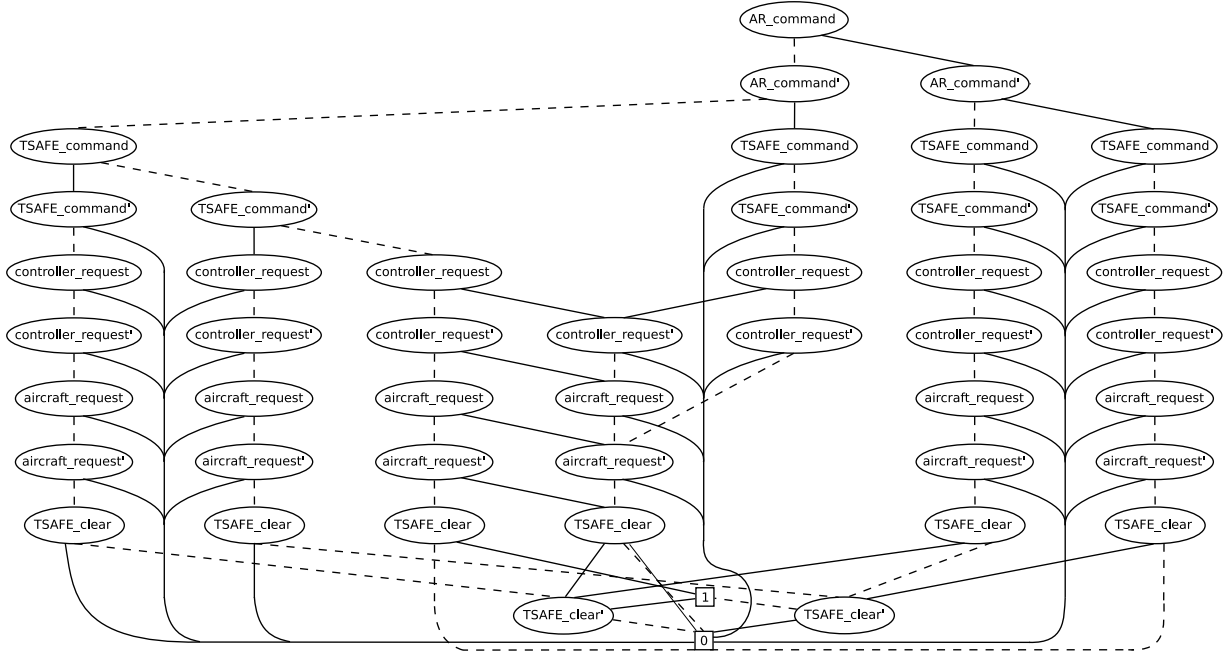 AR_command
AR_command' AR_command'
TSAFE_command TSAFE_command TSAFE_command TSAFE_command
TSAFE_command' TSAFE_command' TSAFE_command' TSAFE_command' TSAFE_command'
controller_request controller_request controller_request controller_request controller_request controller_request
controller_request' controller_request' controller_request' controller_request' controller_request' controller_request' controller_request'
aircraft_request aircraft_request aircraft_request aircraft_request aircraft_request aircraft_request
aircraft_request' aircraft_request' aircraft_request' aircraft_request' aircraft_request' aircraft_request'
TSAFE_clear TSAFE_clear TSAFE_clear TSAFE_clear TSAFE_clear TSAFE_clear
1
TSAFE_clear' TSAFE_clear'
0